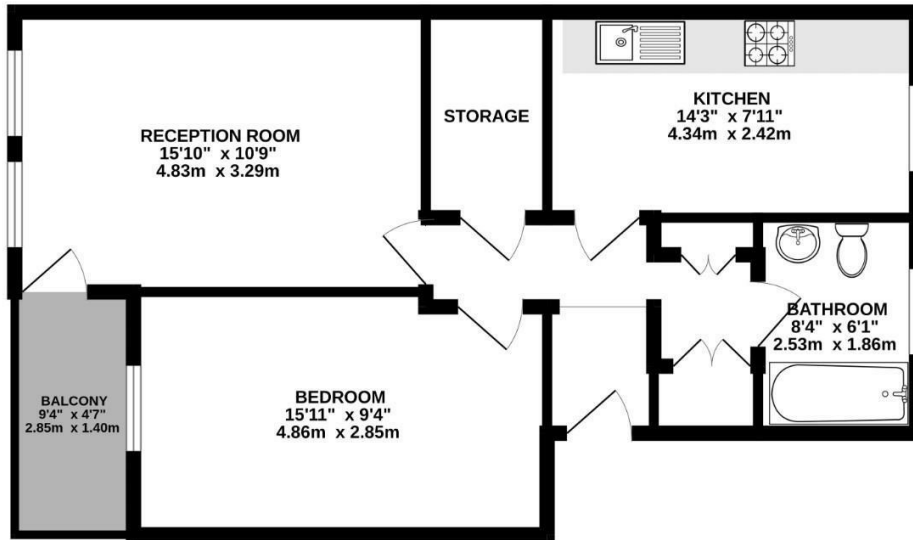 RECEPTION ROOM
15'10" x 10'9"
4.83m x 3.29m
STORAGE
KITCHEN
14'3" x 7'11"
4.34m x 2.42m
BATHROOM
8'4" x 6'1"
2.53m x 1.86m
BALCONY
9'4" x 4'7"
2.85m x 1.40m
BEDROOM
15'11" x 9'4"
4.86m x 2.85m